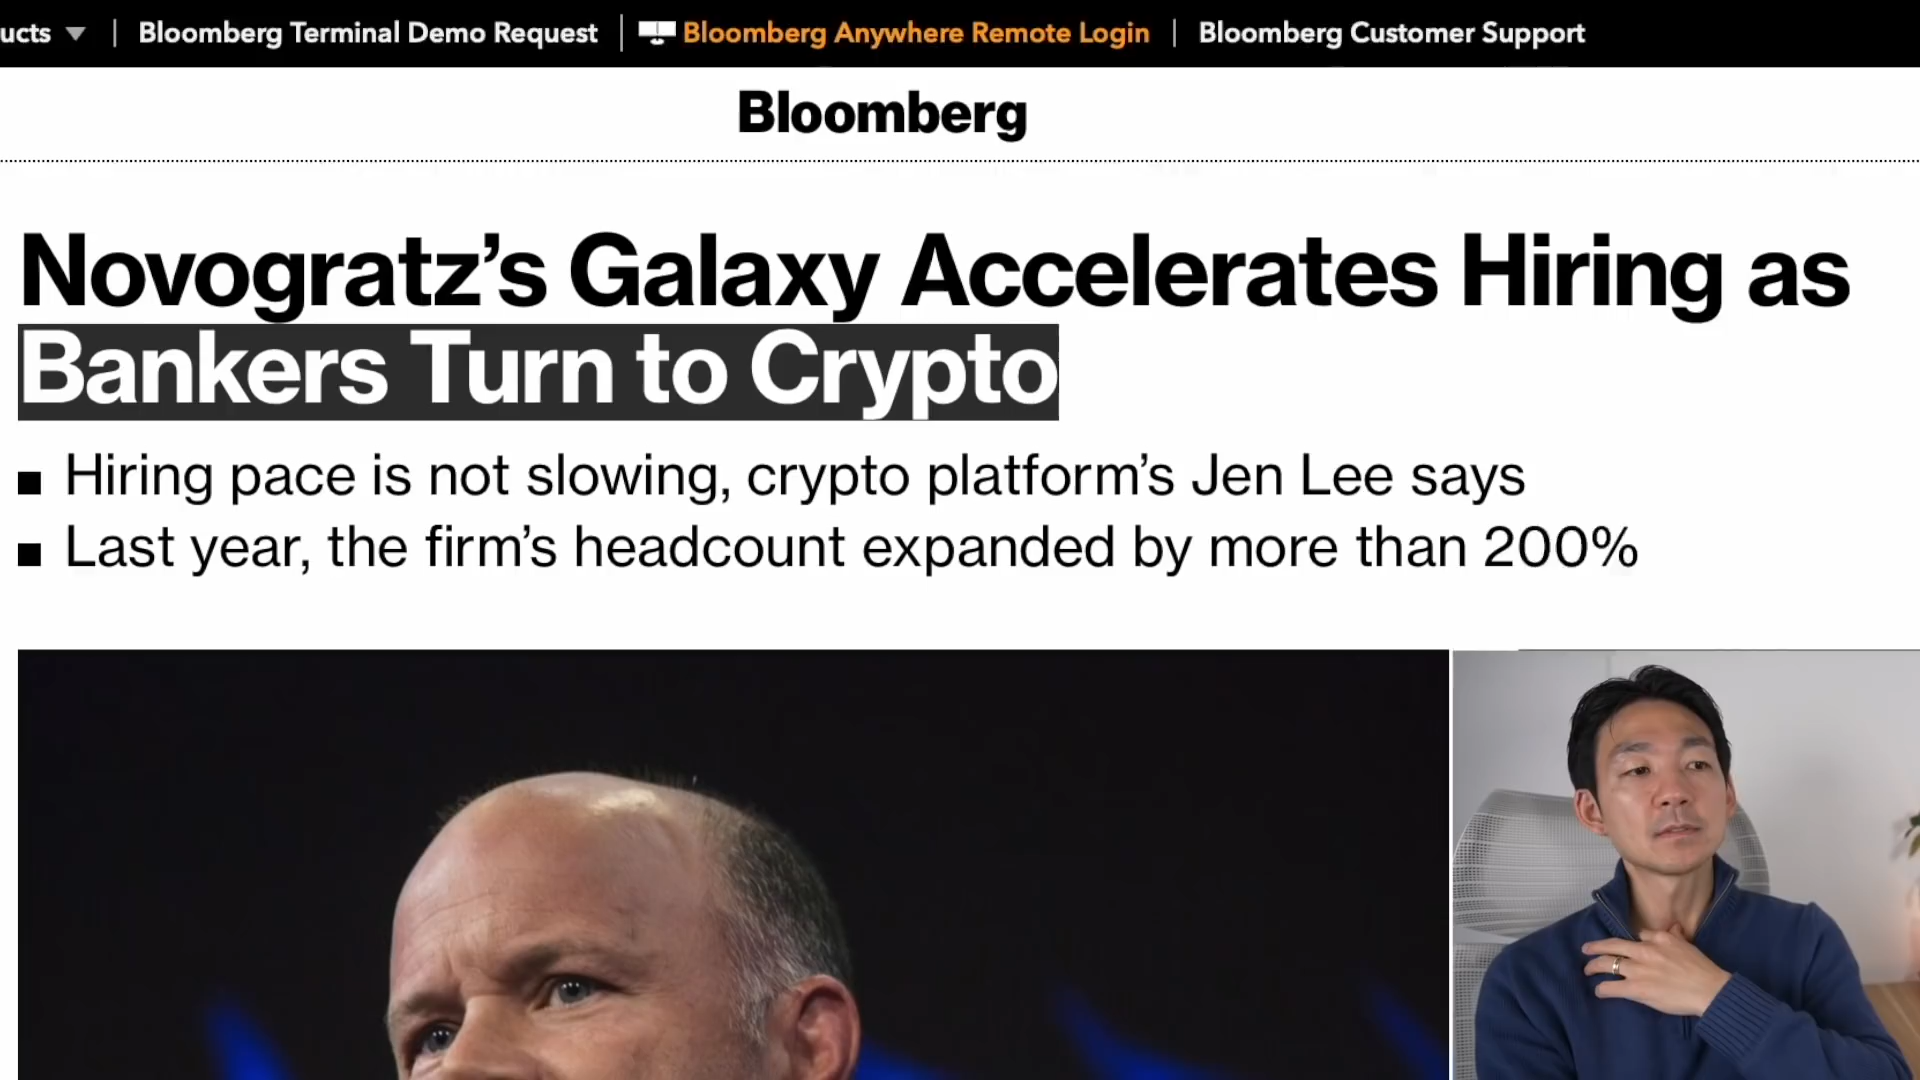 ucts
Bloomberg Terminal Demo Request
Bloomberg Anywhere Remote Login
Bloomberg Customer Support
Bloomberg
Novogratz’s Galaxy Accelerates Hiring as
Bankers Turn to Crypto
Hiring pace is not slowing, crypto platform’s Jen Lee says
Last year, the firm’s headcount expanded by more than 200%